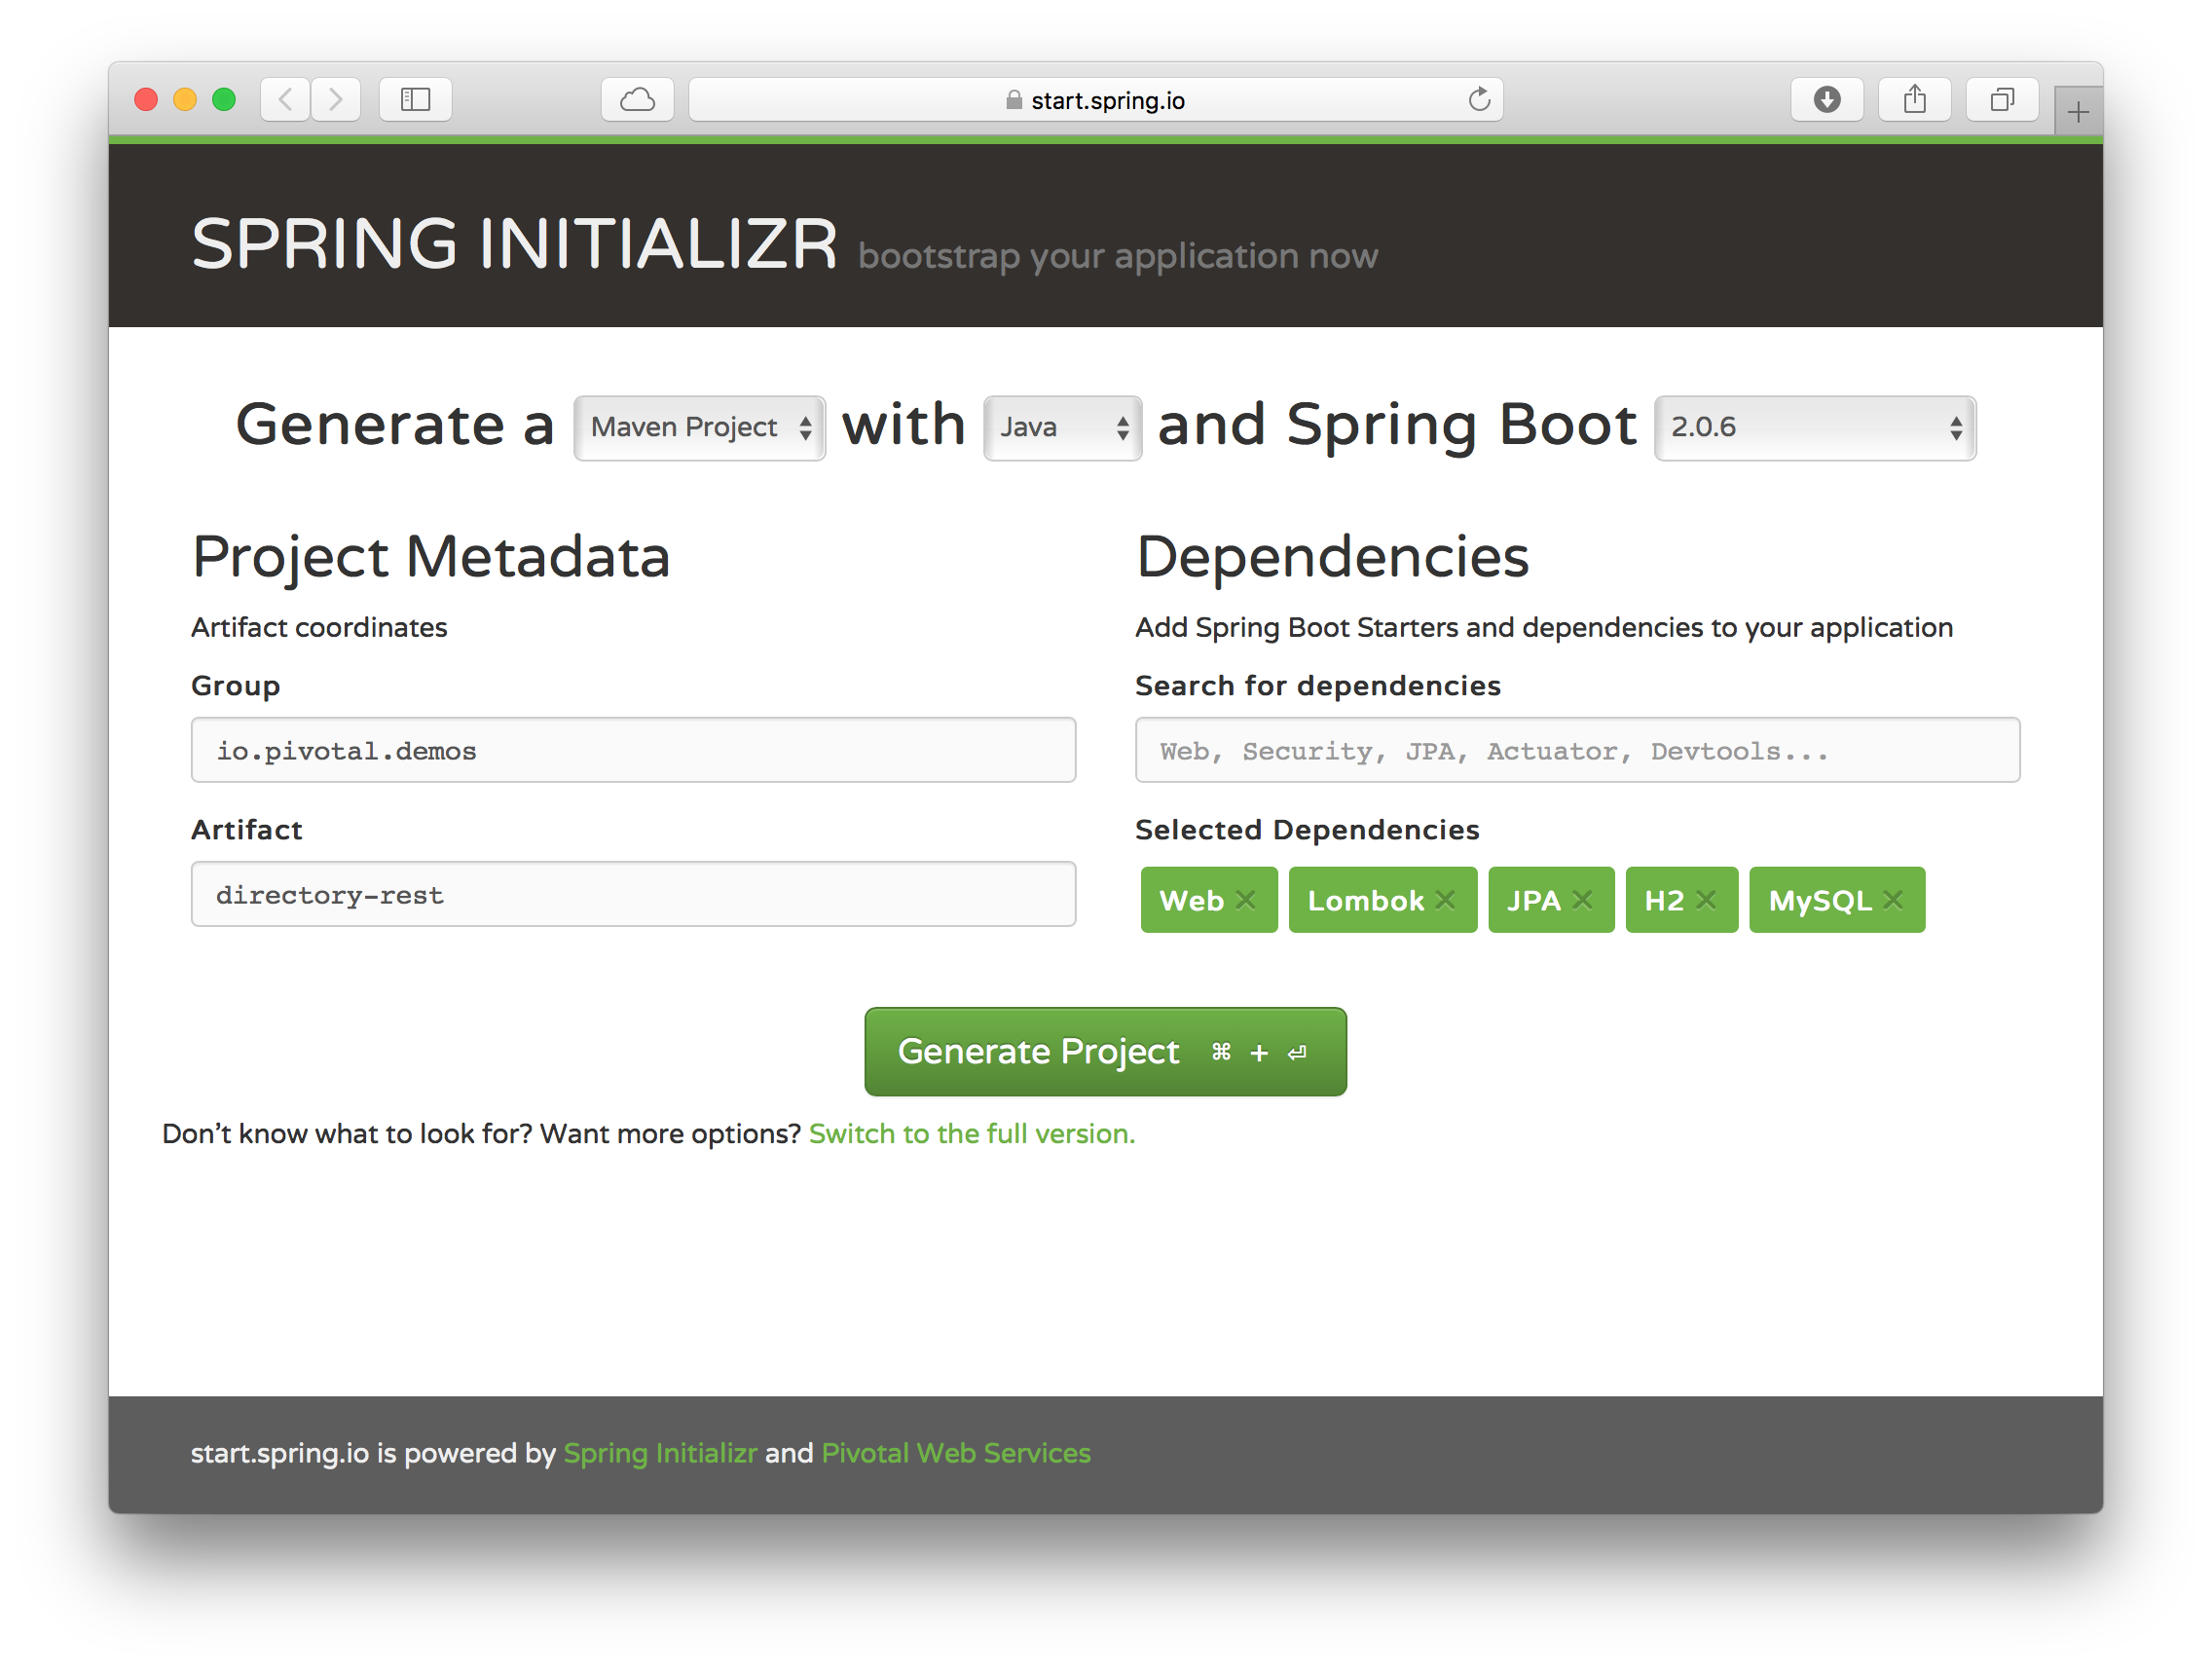 start.spring.io
SPRING INITIALIZR bootstrap your application now
Generate a Maven Project with Java and Spring Boot 2.0.6
Project Metadata
Artifact coordinates
Group
io.pivotal.demos
Artifact
directory-rest
Dependencies
Add Spring Boot Starters and dependencies to your application
Search for dependencies
Web, Security, JPA, Actuator, Devtools...
Selected Dependencies
Web × Lombok × JPA × H2 × MySQL ×
Generate Project ⌘ + ⏎
Don’t know what to look for? Want more options? Switch to the full version.
start.spring.io is powered by Spring Initializr and Pivotal Web Services